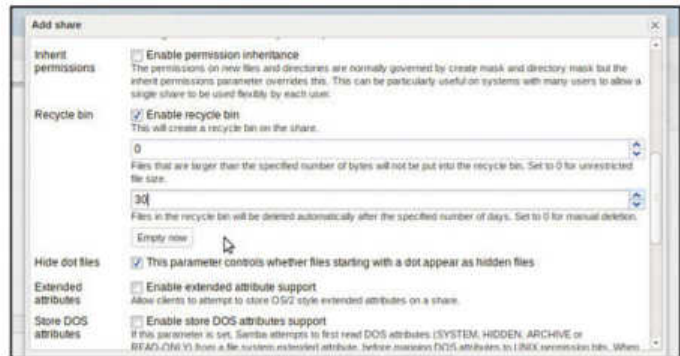 Add share
Inherit permissions
Enable permission inheritance
The permissions on new files and directories are normally governed by create mask and directory mask but the
inherit permissions parameter overrides this. This can be particularly useful on systems with many users to allow a
single share to be used flexibly by each user.
Recycle bin
Enable recycle bin
This will create a recycle bin on the share.
0
Files that are larger than the specified number of bytes will not be put into the recycle bin. Set to 0 for unrestricted
file size.
30
Files in the recycle bin will be deleted automatically after the specified number of days. Set to 0 for manual deletion.
Empty now
Hide dot files
This parameter controls whether files starting with a dot appear as hidden files
Extended attributes
Enable extended attribute support
Allow clients to attempt to store OS/2 style extended attributes on a share.
Store DOS attributes
Enable store DOS attributes support
If this parameter is set, Samba attempts to first read DOS attributes (SYSTEM, HIDDEN, ARCHIVE or
READ-ONLY) from a file system extended attribute, before mapping DOS attributes to UNIX permission bits. When